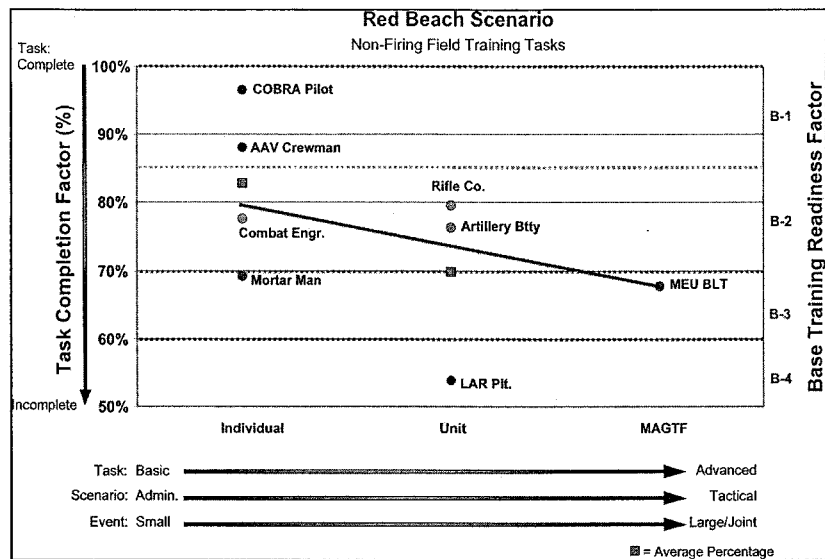 Red Beach Scenario
Non-Firing Field Training Tasks
Task:
Complete
Task Completion Factor (%)
Incomplete
100%
90%
80%
70%
60%
50%
COBRA Pilot
AAV Crewman
Combat Engr.
Mortar Man
Rifle Co.
Artillery Btty
LAR Plt.
MEU BLT
B-1
B-2
B-3
B-4
Base Training Readiness Factor
Individual Unit MAGTF
Task: Basic Advanced
Scenario: Admin. Tactical
Event: Small Large/Joint
= Average Percentage